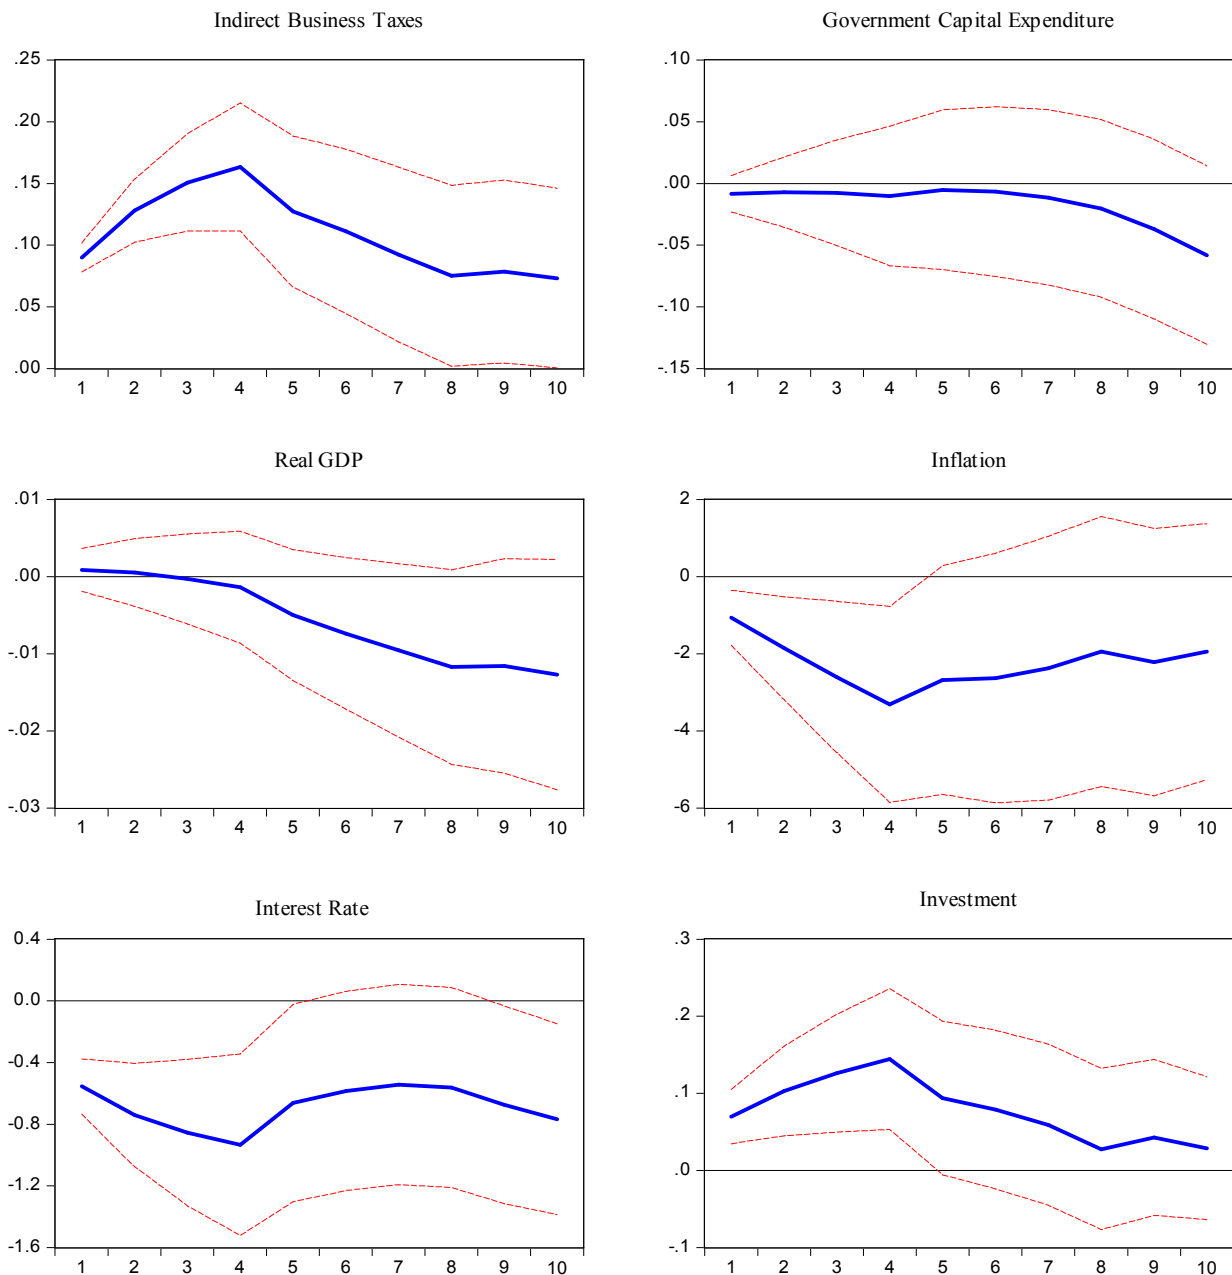 Indirect Business Taxes
.25
.20
.15
.10
.05
.00
1 2 3 4 5 6 7 8 9 10
Government Capital Expenditure
.10
.05
.00
-.05
-.10
-.15
1 2 3 4 5 6 7 8 9 10
Real GDP
.01
.00
-.01
-.02
-.03
1 2 3 4 5 6 7 8 9 10
Inflation
2
0
-2
-4
-6
1 2 3 4 5 6 7 8 9 10
Interest Rate
0.4
0.0
-0.4
-0.8
-1.2
-1.6
1 2 3 4 5 6 7 8 9 10
Investment
.3
.2
.1
.0
-.1
1 2 3 4 5 6 7 8 9 10